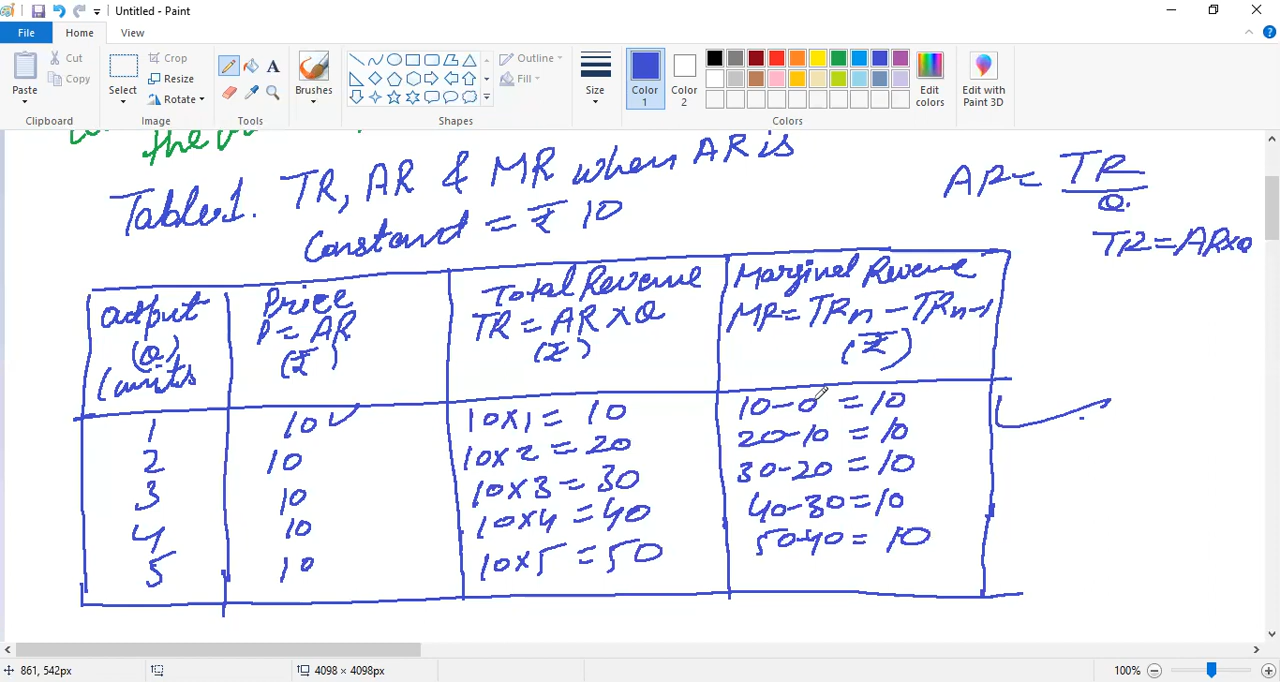 Untitled - Paint
File Home View
Paste
Cut
Copy
Clipboard
Select
Crop
Resize
Rotate
Image
A
Tools
Brushes
Outline
Fill
Shapes
Size
Color 1
Color 2
Edit colors
Colors
Edit with Paint 3D
Table 1. TR, AR & MR when AR is
Constant = ₹ 10
AR = TR
Q.
TR = AR×Q
Output
(Q)
(units
Price
P = AR
(₹)
Total Revenue
TR = AR × Q
(₹)
Marginal Revenue
MR = TRn - TRn-1
(₹)
1 10 ✓ 10×1 = 10 10-0 = 10
2 10 10×2 = 20 20-10 = 10
3 10 10×3 = 30 30-20 = 10
4 10 10×4 = 40 40-30 = 10
5 10 10×5 = 50 50-40 = 10
861, 542px
4098 × 4098px
100%